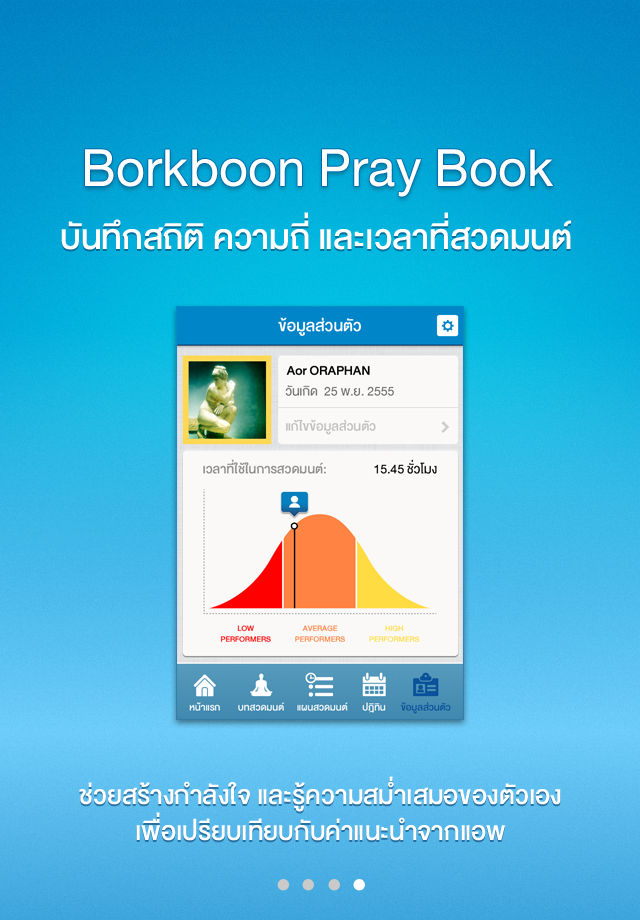 Borkboon Pray Book
บันทึกสถิติ ความถี่ และเวลาที่สวดมนต์
ข้อมูลส่วนตัว
Aor ORAPHAN
วันเกิด 25 พ.ย. 2555
แก้ไขข้อมูลส่วนตัว
เวลาที่ใช้ในการสวดมนต์: 15.45 ชั่วโมง
LOW AVERAGE HIGH
PERFORMERS PERFORMERS PERFORMERS
หน้าแรก บทสวดมนต์ แผนสวดมนต์ ปฏิทิน ข้อมูลส่วนตัว
ช่วยสร้างกำลังใจ และรู้ความสม่ำเสมอของตัวเอง
เพื่อเปรียบเทียบกับค่าแนะนำจากแอพ